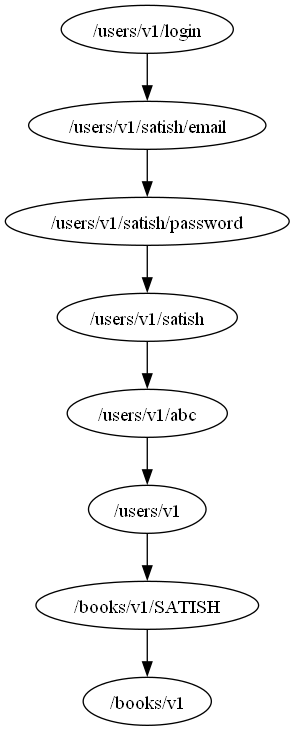 /users/v1/login
/users/v1/satish/email
/users/v1/satish/password
/users/v1/satish
/users/v1/abc
/users/v1
/books/v1/SATISH
/books/v1